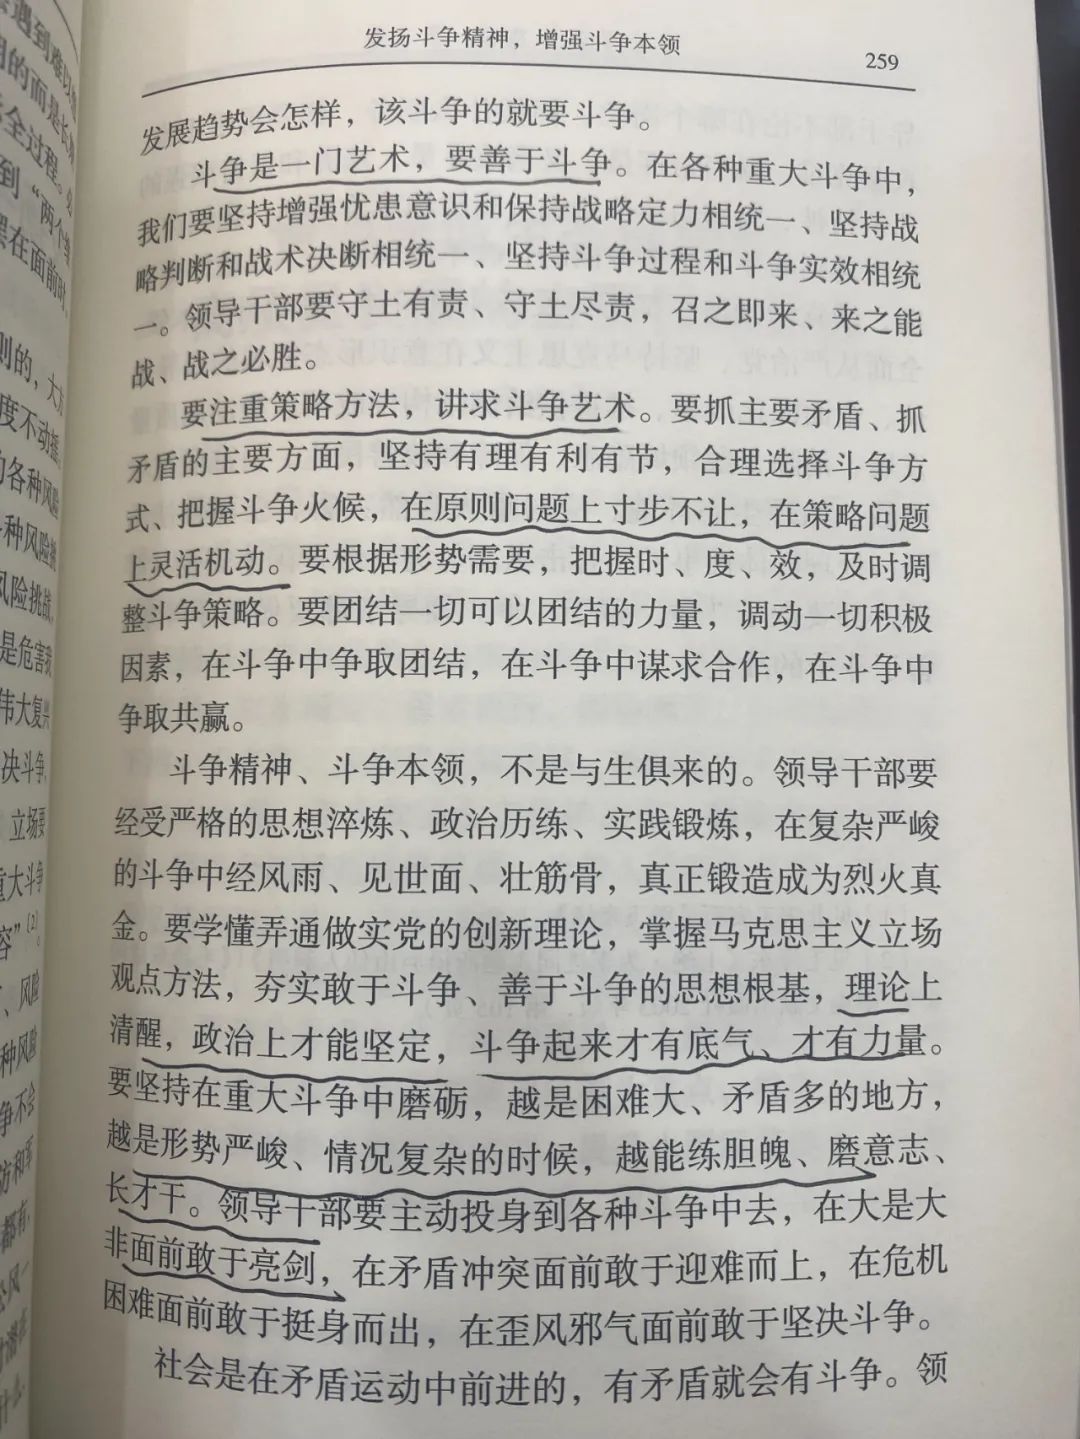 遇到难以
的而是长
全过程。
到“两个
在面前时
发扬斗争精神，增强斗争本领
259
发展趋势会怎样，该斗争的就要斗争。
斗争是一门艺术，要善于斗争。在各种重大斗争中，
我们要坚持增强忧患意识和保持战略定力相统一、坚持战
略判断和战术决断相统一、坚持斗争过程和斗争实效相统
一。领导干部要守土有责、守土尽责，召之即来、来之能
战、战之必胜。
要注重策略方法，讲求斗争艺术。要抓主要矛盾、抓
矛盾的主要方面，坚持有理有利有节，合理选择斗争方
式、把握斗争火候，在原则问题上寸步不让，在策略问题
上灵活机动。要根据形势需要，把握时、度、效，及时调
整斗争策略。要团结一切可以团结的力量，调动一切积极
因素，在斗争中争取团结，在斗争中谋求合作，在斗争中
争取共赢。
斗争精神、斗争本领，不是与生俱来的。领导干部要
经受严格的思想淬炼、政治历练、实践锻炼，在复杂严峻
的斗争中经风雨、见世面、壮筋骨，真正锻造成为烈火真
金。要学懂弄通做实党的创新理论，掌握马克思主义立场
观点方法，夯实敢于斗争、善于斗争的思想根基，理论上
清醒，政治上才能坚定，斗争起来才有底气、才有力量。
要坚持在重大斗争中磨砺，越是困难大、矛盾多的地方，
越是形势严峻、情况复杂的时候，越能练胆魄、磨意志、
长才干。领导干部要主动投身到各种斗争中去，在大是大
非面前敢于亮剑，在矛盾冲突面前敢于迎难而上，在危机
困难面前敢于挺身而出，在歪风邪气面前敢于坚决斗争。
社会是在矛盾运动中前进的，有矛盾就会有斗争。领